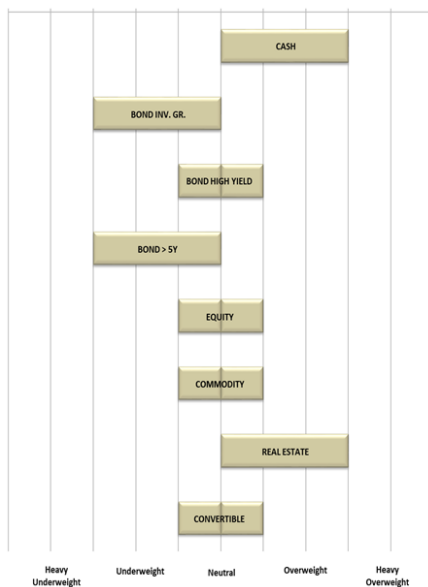 CASH
BOND INV. GR.
BOND HIGH YIELD
BOND > 5Y
EQUITY
COMMODITY
REAL ESTATE
CONVERTIBLE
Heavy Underweight Neutral Overweight Heavy
Underweight Overweight